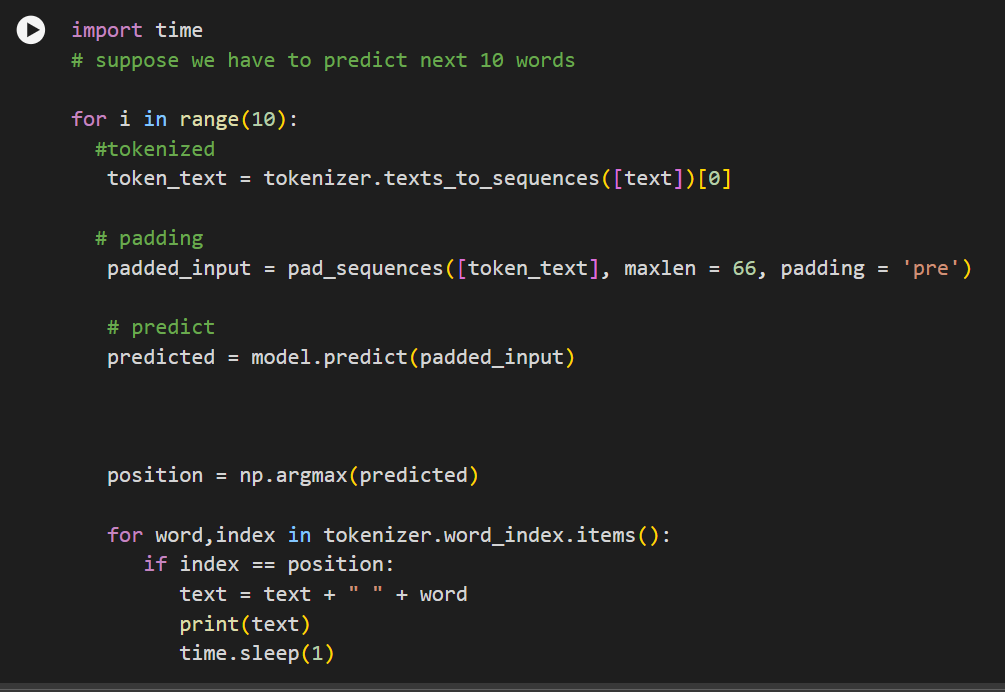 import time
# suppose we have to predict next 10 words
for i in range(10):
#tokenized
token_text = tokenizer.texts_to_sequences([text])[0]
# padding
padded_input = pad_sequences([token_text], maxlen = 66, padding = 'pre')
# predict
predicted = model.predict(padded_input)
position = np.argmax(predicted)
for word,index in tokenizer.word_index.items():
if index == position:
text = text + " " + word
print(text)
time.sleep(1)